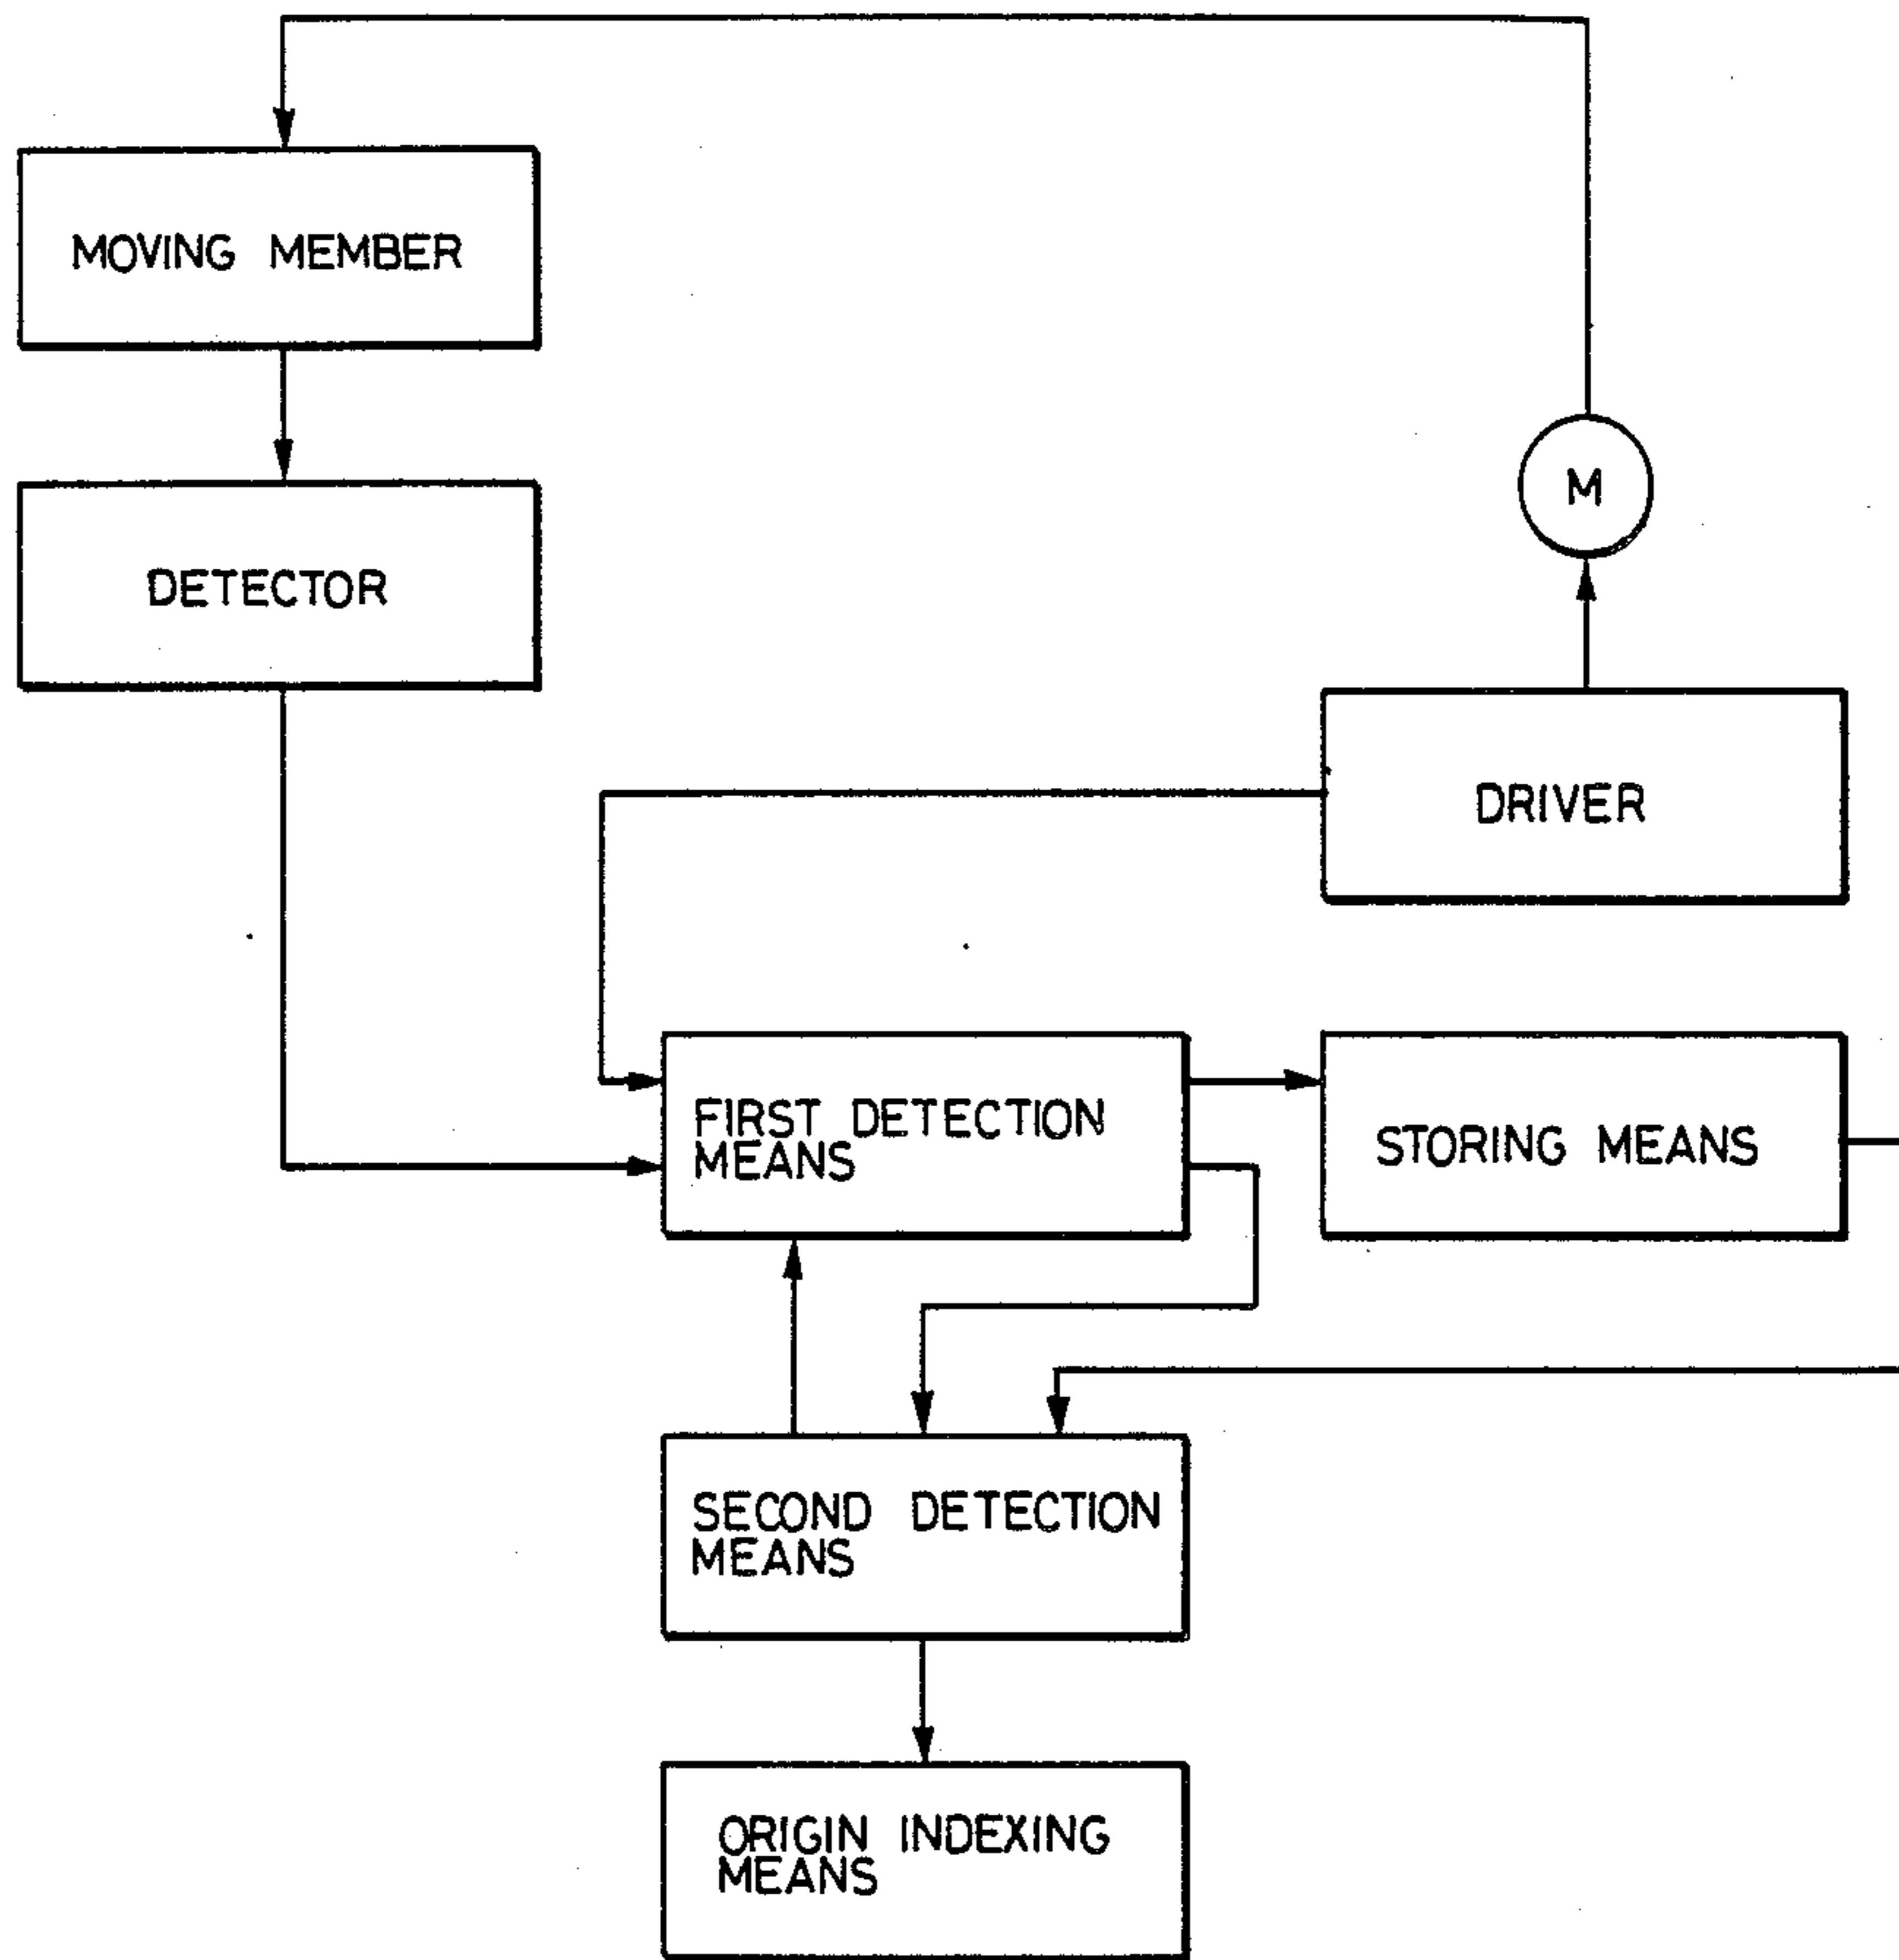 MOVING MEMBER
DETECTOR
M
DRIVER
FIRST DETECTION
MEANS
STORING MEANS
SECOND DETECTION
MEANS
ORIGIN INDEXING
MEANS